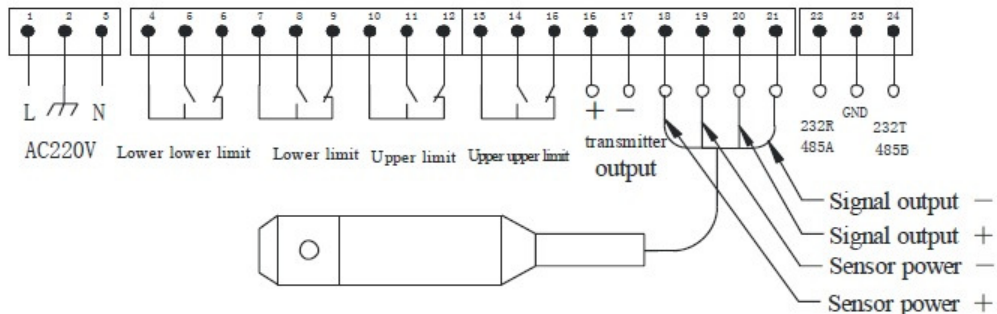 1 2 3 4 5 6 7 8 9 10 11 12 13 14 15 16 17 18 19 20 21 22 23 24
L N + −
AC220V Lower lower limit Lower limit Upper limit Upper upper limit transmitter output
232R 485A GND 232T 485B
Signal output −
Signal output +
Sensor power −
Sensor power +